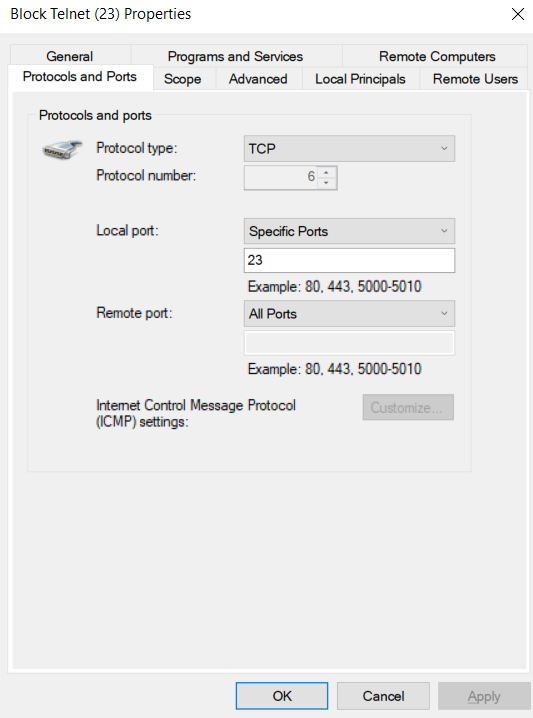 Block Telnet (23) Properties
General
Programs and Services
Remote Computers
Protocols and Ports
Scope
Advanced
Local Principals
Remote Users
Protocols and ports
Protocol type:
TCP
Protocol number:
6
Local port:
Specific Ports
23
Example: 80, 443, 5000-5010
Remote port:
All Ports
Example: 80, 443, 5000-5010
Internet Control Message Protocol
(ICMP) settings:
Customize...
OK
Cancel
Apply